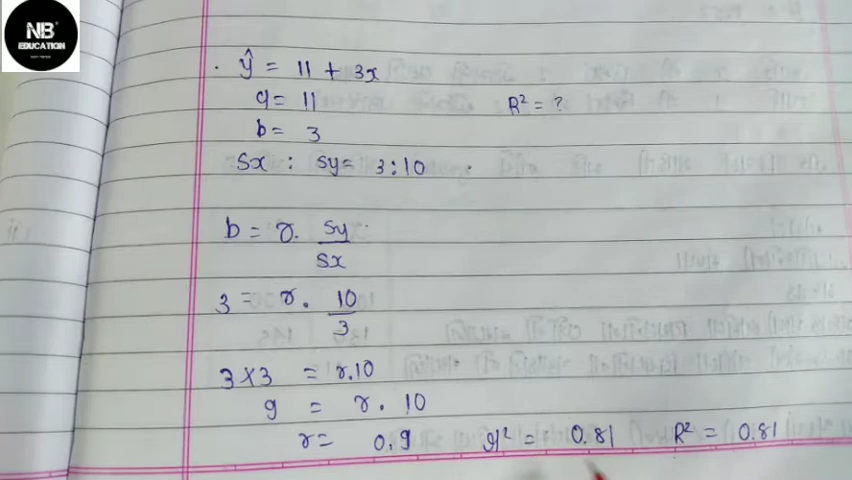 NB
EDUCATION
ŷ = 11 + 3x
a = 11 R² = ?
b = 3
Sx : Sy = 3:10
b = r. Sy
Sx
3 = r. 10
3
3 × 3 = r.10
9 = r. 10
r = 0.9 r² = 0.81 R² = 0.81